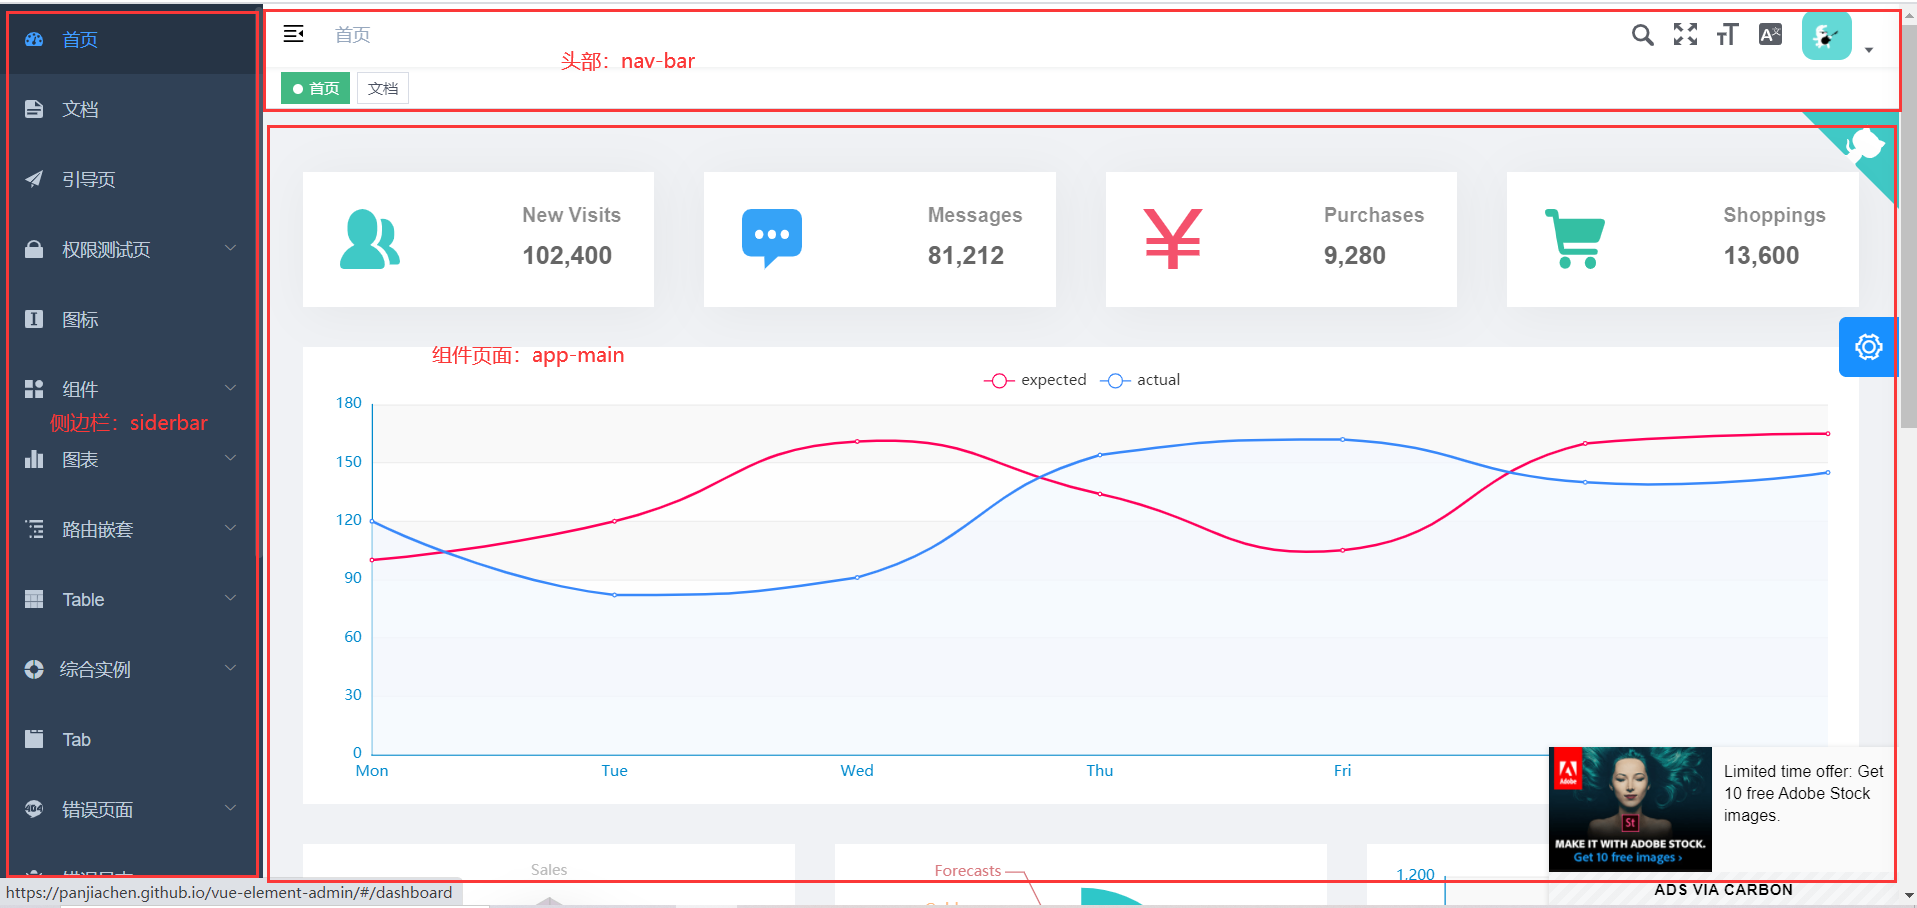 首页
文档
引导页
权限测试页
图标
组件
侧边栏：siderbar
图表
路由嵌套
Table
综合实例
Tab
404
错误页面
首页
头部：nav-bar
首页
文档
New Visits
102,400
Messages
81,212
Purchases
9,280
Shoppings
13,600
组件页面：app-main
expected
actual
180
150
120
90
60
30
0
Mon
Tue
Wed
Thu
Fri
Adobe
St
MAKE IT WITH ADOBE STOCK.
Get 10 free images ›
Limited time offer: Get
10 free Adobe Stock
images.
ADS VIA CARBON
Sales
Forecasts
1,200
https://panjiachen.github.io/vue-element-admin/#/dashboard